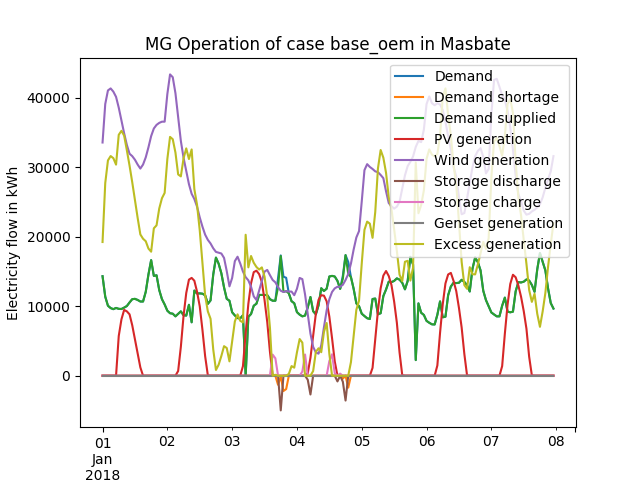 MG Operation of case base_oem in Masbate
Electricity flow in kWh
40000
30000
20000
10000
0
Demand
Demand shortage
Demand supplied
PV generation
Wind generation
Storage discharge
Storage charge
Genset generation
Excess generation
01 02 03 04 05 06 07 08
Jan
2018